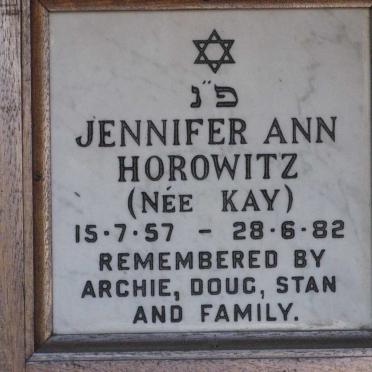 פ״נ
JENNIFER ANN
HOROWITZ
(NÉE KAY)
15·7·57 – 28·6·82
REMEMBERED BY
ARCHIE, DOUG, STAN
AND FAMILY.